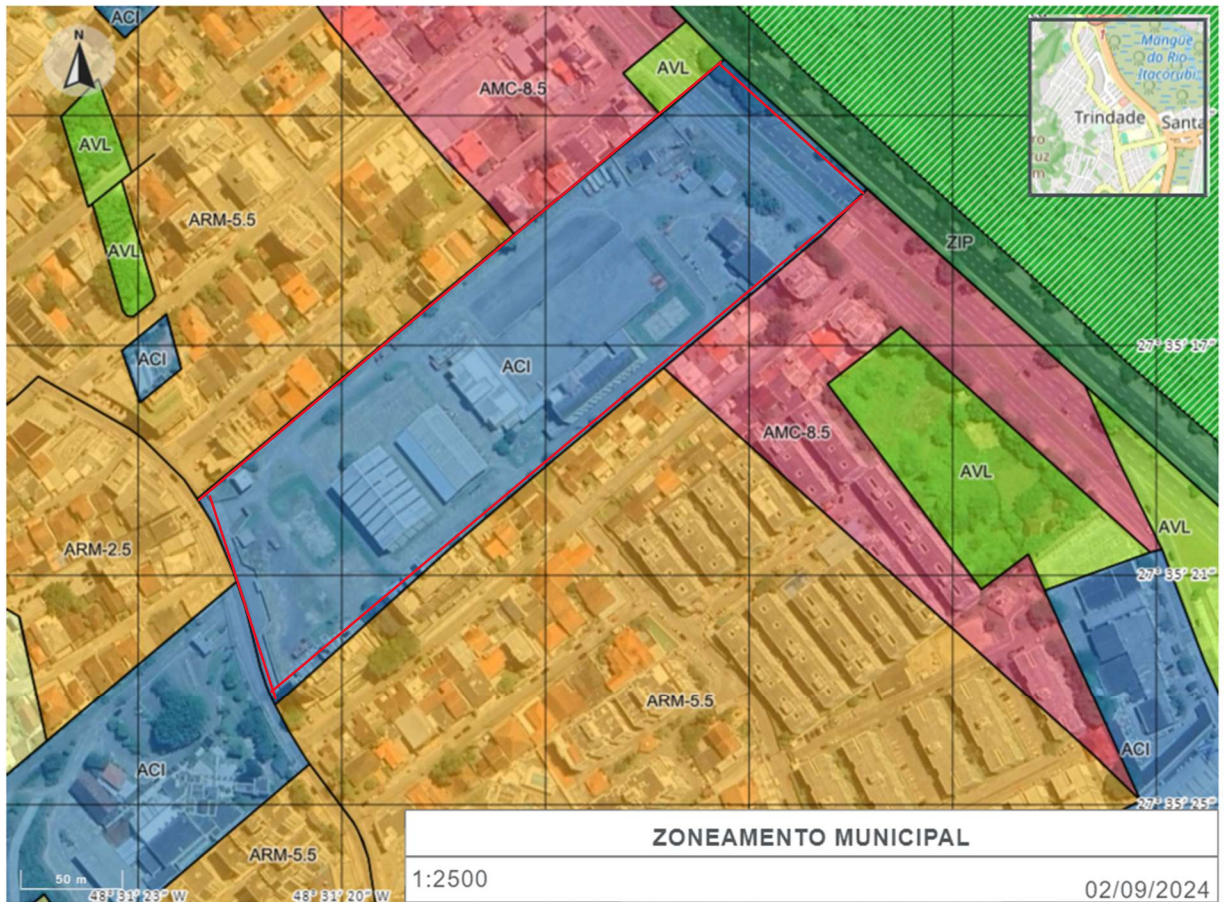 ACI
N
AVL
AMC-8.5
Mangue
do Rio
Itacorubi
Trindade
Santa
ro
uz
m
1
AVL
ARM-5.5
AVL
ZIP
ACI
27° 35' 17"
ACI
AMC-8.5
AVL
AVL
ARM-2.5
27° 35' 21"
ARM-5.5
ACI
ACI
27° 35' 25"
ARM-5.5
50 m
48° 31' 23" W
48° 31' 20" W
ZONEAMENTO MUNICIPAL
1:2500
02/09/2024